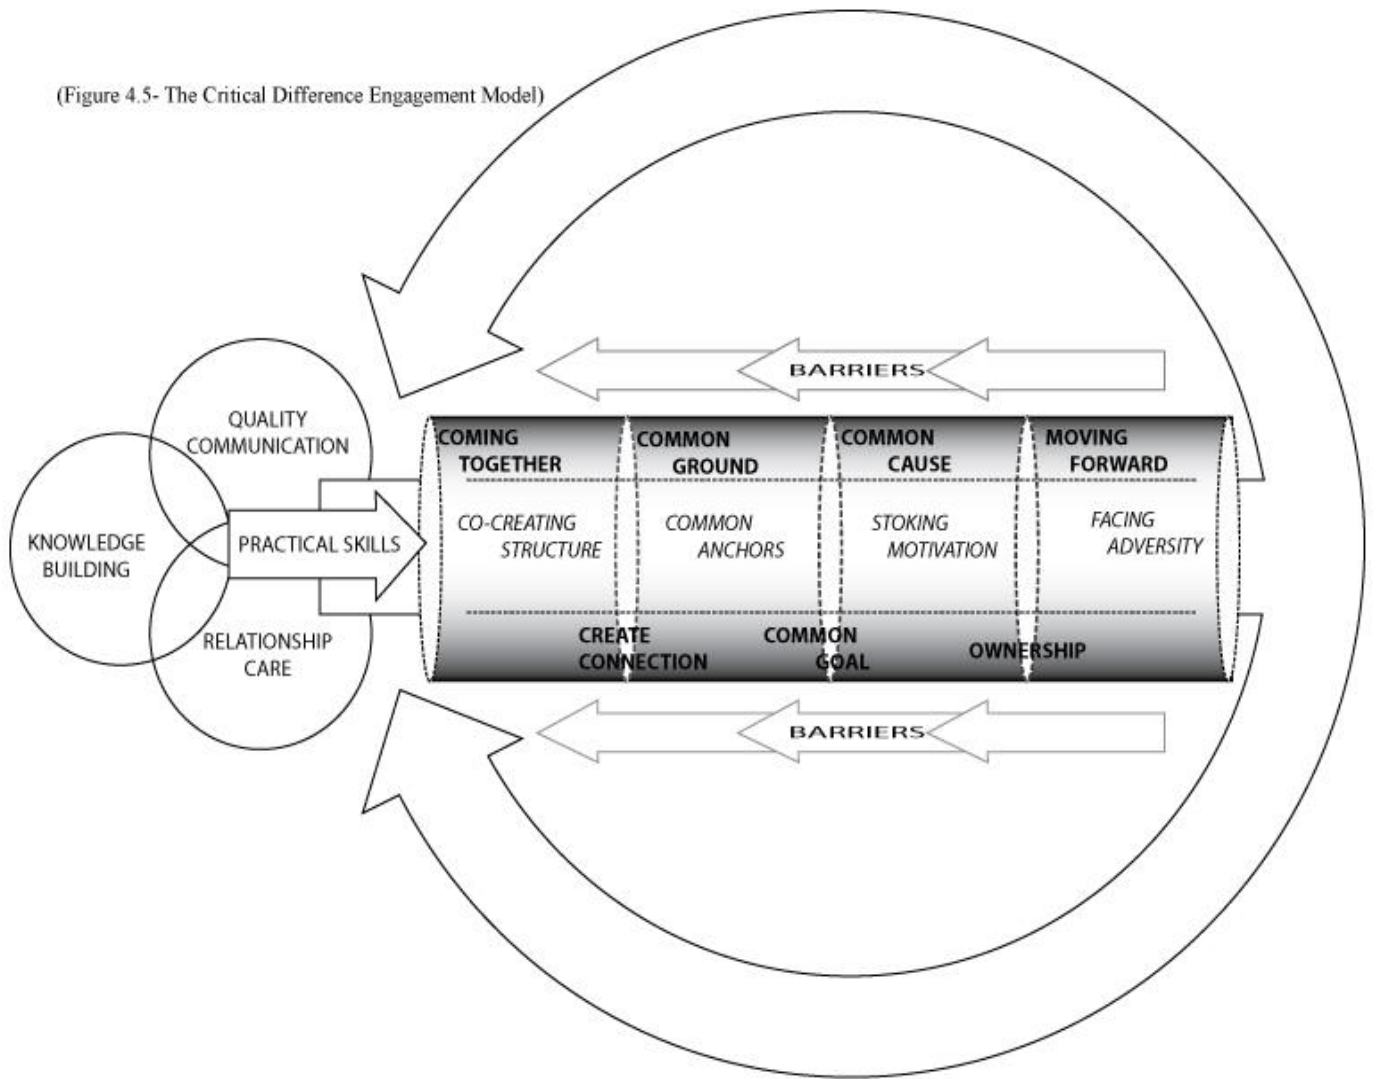 (Figure 4.5- The Critical Difference Engagement Model)
BARRIERS
QUALITY
COMMUNICATION
KNOWLEDGE
BUILDING
PRACTICAL SKILLS
RELATIONSHIP
CARE
COMING
TOGETHER
COMMON
GROUND
COMMON
CAUSE
MOVING
FORWARD
CO-CREATING
STRUCTURE
COMMON
ANCHORS
STOKING
MOTIVATION
FACING
ADVERSITY
CREATE
CONNECTION
COMMON
GOAL
OWNERSHIP
BARRIERS